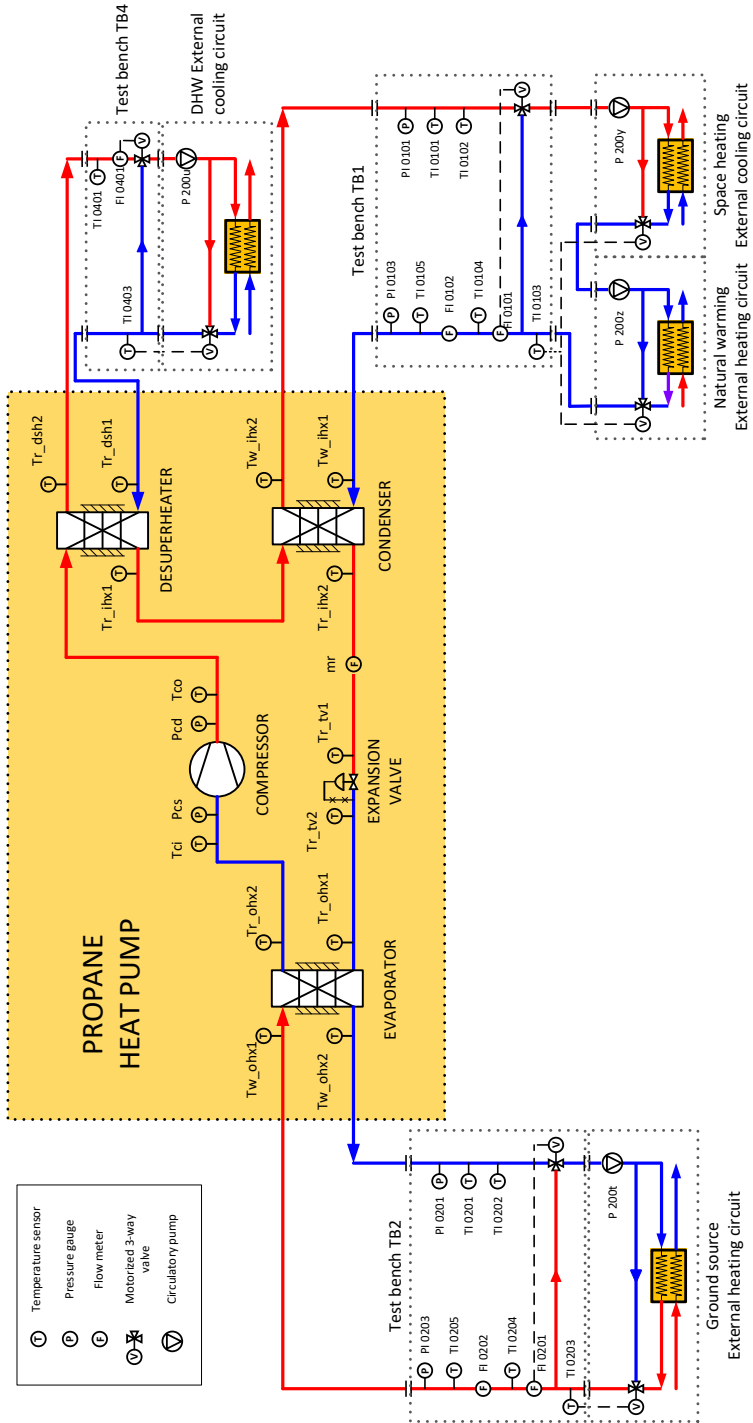 T
Temperature sensor
P
Pressure gauge
F
Flow meter
V
Motorized 3-way
valve
Circulatory pump
PROPANE
HEAT PUMP
Tw_ohx1
T
Tw_ohx2
T
EVAPORATOR
Tr_ohx2
T
Tr_ohx1
T
Tci
T
Pcs
P
COMPRESSOR
Pcd
P
Tco
T
Tr_tv2
T
EXPANSION
VALVE
Tr_tv1
T
mr
F
Tr_ihx1
T
DESUPERHEATER
Tr_dsh2
T
Tr_dsh1
T
Tr_ihx2
T
CONDENSER
Tw_ihx2
T
Tw_ihx1
T
Test bench TB4
TI 0401
T
FI 0401
F
V
TI 0403
T
DHW External
cooling circuit
P 200u
V
Test bench TB1
PI 0103
P
TI 0105
T
FI 0102
F
TI 0104
T
FI 0101
F
TI 0103
T
PI 0101
P
TI 0101
T
TI 0102
T
V
P 200y
V
Space heating
External cooling circuit
P 200z
V
Natural warming
External heating circuit
Test bench TB2
PI 0203
P
TI 0205
T
FI 0202
F
TI 0204
T
FI 0201
F
TI 0203
T
PI 0201
P
TI 0201
T
TI 0202
T
V
P 200t
V
Ground source
External heating circuit